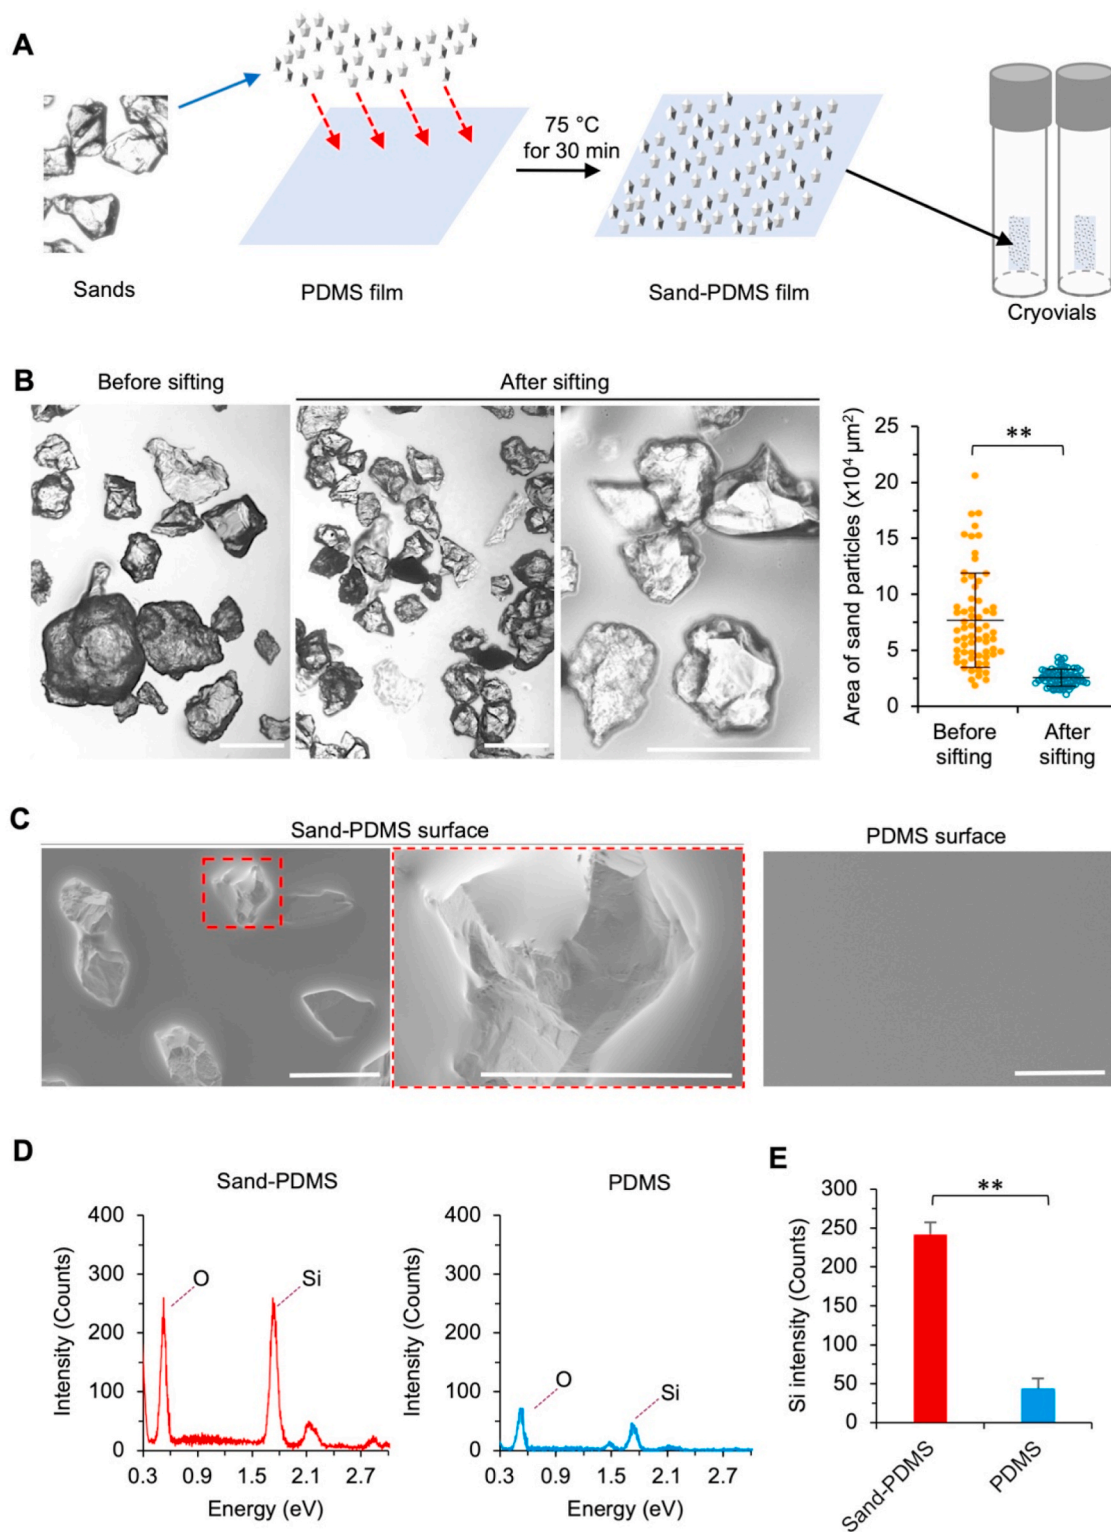 A
75 °C
for 30 min
Sands
PDMS film
Sand-PDMS film
Cryovials
B
Before sifting
After sifting
**
Area of sand particles (x10⁴ µm²)
25
20
15
10
5
0
Before
sifting
After
sifting
C
Sand-PDMS surface
PDMS surface
D
Sand-PDMS
Intensity (Counts)
400
300
200
100
0
O
Si
0.3 0.9 1.5 2.1 2.7
Energy (eV)
PDMS
Intensity (Counts)
400
300
200
100
0
O
Si
0.3 0.9 1.5 2.1 2.7
Energy (eV)
E
**
Si intensity (Counts)
300
250
200
150
100
50
0
Sand-PDMS
PDMS